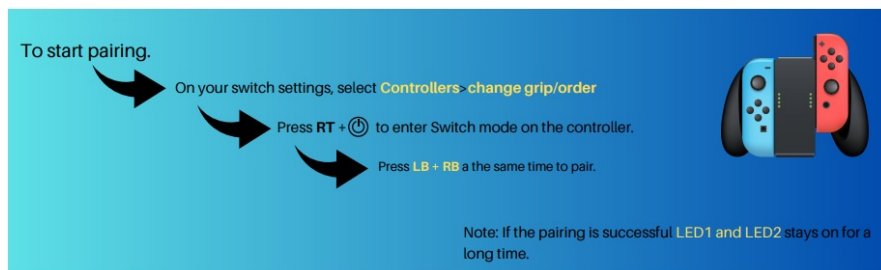 To start pairing.
On your switch settings, select Controllers>change grip/order
Press RT + to enter Switch mode on the controller.
Press LB + RB a the same time to pair.
Note: If the pairing is successful LED1 and LED2 stays on for a
long time.